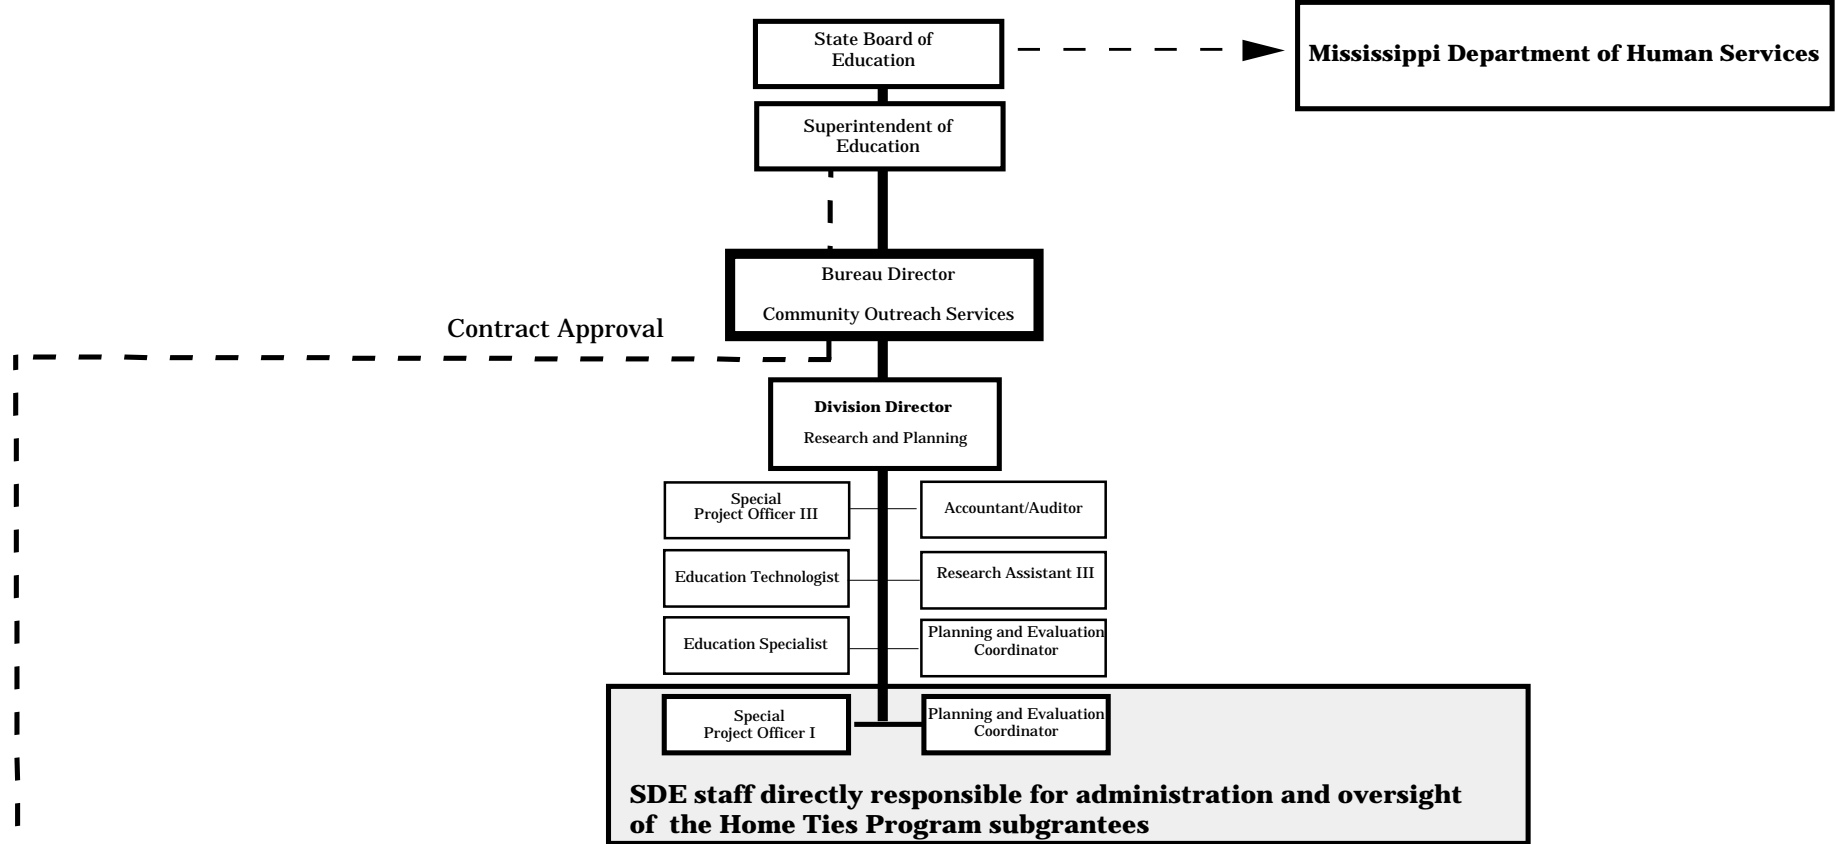 State Board of
Education
Mississippi Department of Human Services
Superintendent of
Education
Bureau Director
Community Outreach Services
Contract Approval
Division Director
Research and Planning
Special
Project Officer III
Accountant/Auditor
Education Technologist
Research Assistant III
Education Specialist
Planning and Evaluation
Coordinator
Special
Project Officer I
Planning and Evaluation
Coordinator
SDE staff directly responsible for administration and oversight
of the Home Ties Program subgrantees